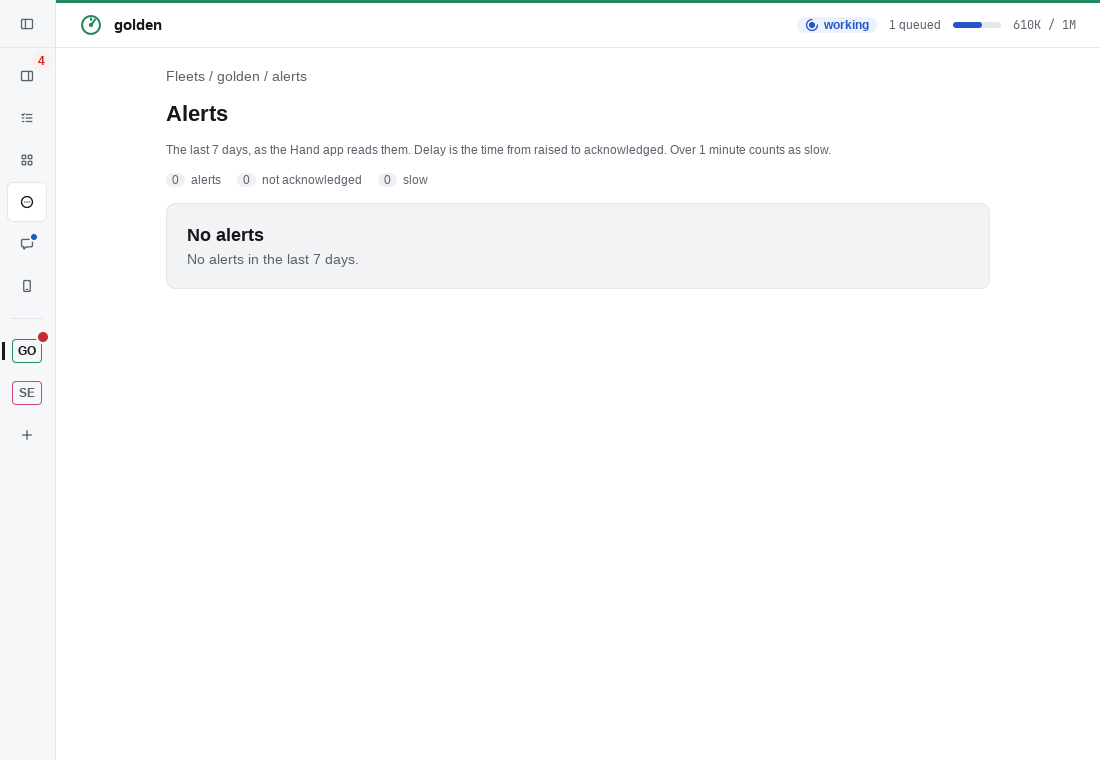 golden
working
1 queued
610K / 1M
4
Fleets / golden / alerts
Alerts
The last 7 days, as the Hand app reads them. Delay is the time from raised to acknowledged. Over 1 minute counts as slow.
0 alerts 0 not acknowledged 0 slow
No alerts
No alerts in the last 7 days.
GO
SE